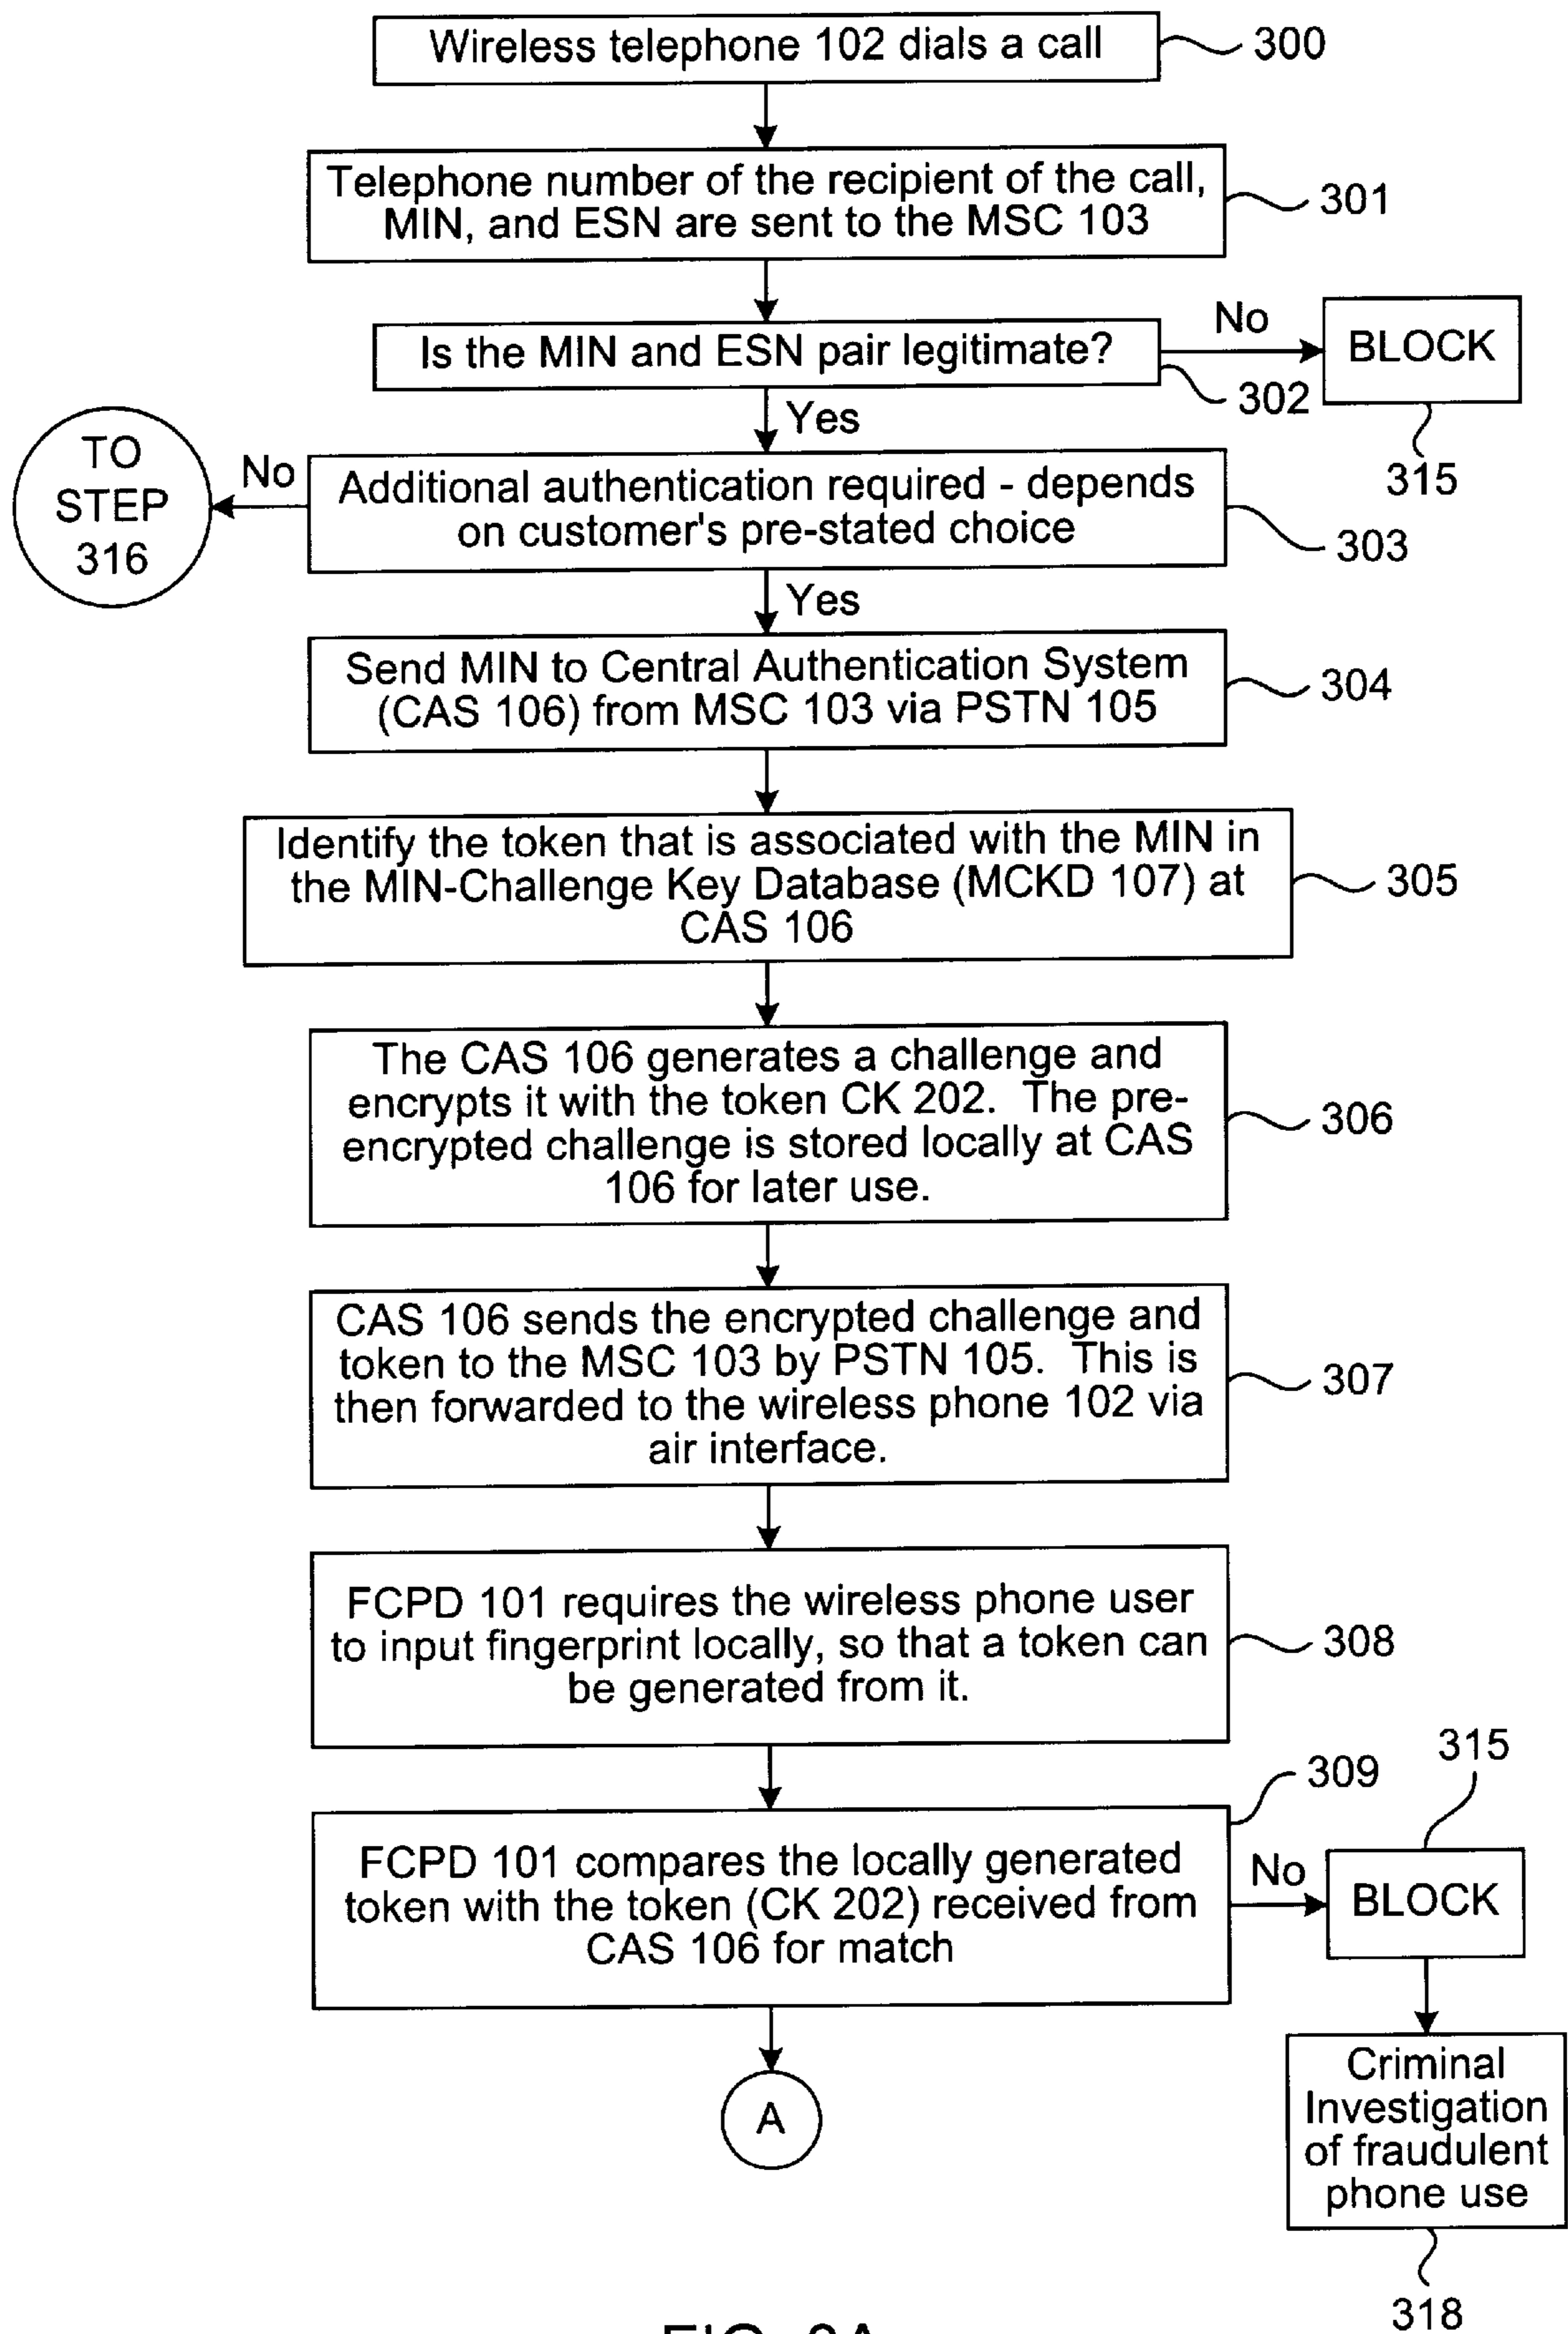 Wireless telephone 102 dials a call
300
Telephone number of the recipient of the call,
MIN, and ESN are sent to the MSC 103
301
Is the MIN and ESN pair legitimate?
302
No
BLOCK
315
Yes
TO
STEP
316
No
Additional authentication required - depends
on customer's pre-stated choice
303
Yes
Send MIN to Central Authentication System
(CAS 106) from MSC 103 via PSTN 105
304
Identify the token that is associated with the MIN in
the MIN-Challenge Key Database (MCKD 107) at
CAS 106
305
The CAS 106 generates a challenge and
encrypts it with the token CK 202. The pre-
encrypted challenge is stored locally at CAS
106 for later use.
306
CAS 106 sends the encrypted challenge and
token to the MSC 103 by PSTN 105. This is
then forwarded to the wireless phone 102 via
air interface.
307
FCPD 101 requires the wireless phone user
to input fingerprint locally, so that a token can
be generated from it.
308
FCPD 101 compares the locally generated
token with the token (CK 202) received from
CAS 106 for match
309
No
315
BLOCK
A
Criminal
Investigation
of fraudulent
phone use
318